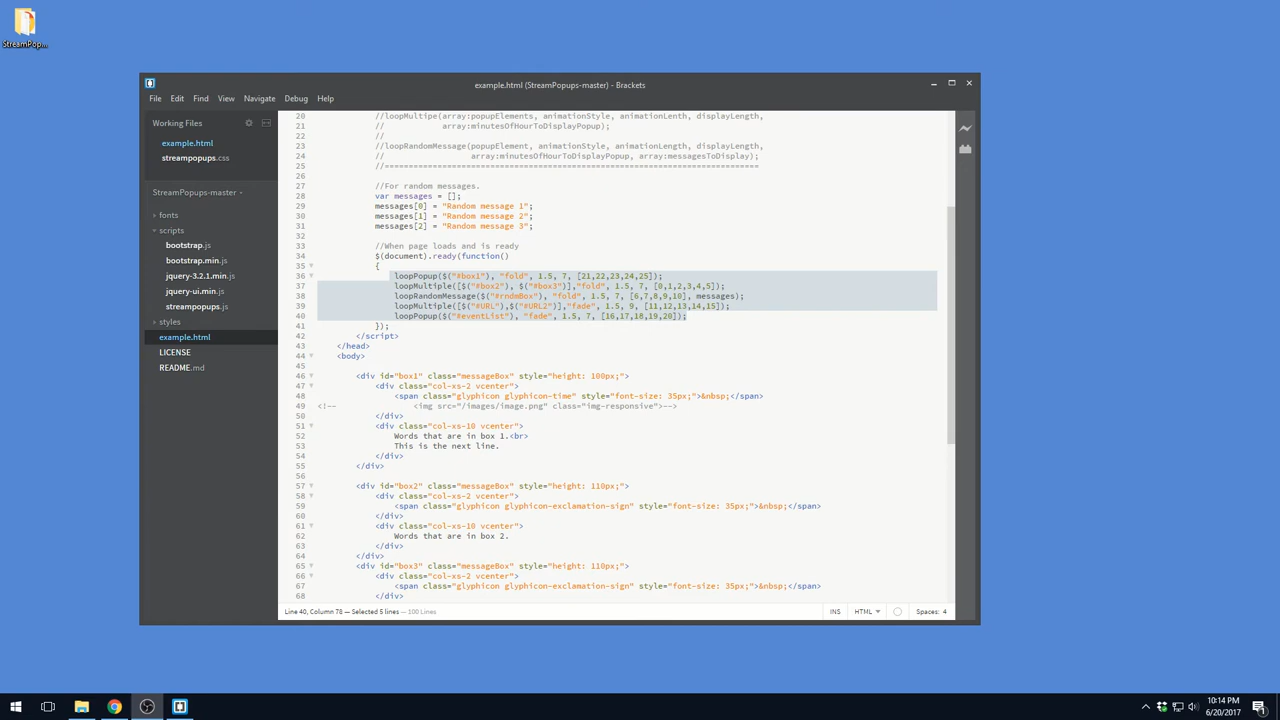 StreamPop...
example.html (StreamPopups-master) - Brackets
File Edit Find View Navigate Debug Help
Working Files
example.html
streampopups.css
StreamPopups-master
fonts
scripts
bootstrap.js
bootstrap.min.js
jquery-3.2.1.min.js
jquery-ui.min.js
streampopups.js
styles
example.html
LICENSE
README.md
20 //loopMultipe(array:popupElements, animationStyle, animationLenth, displayLength,
21 // array:minutesOfHourToDisplayPopup);
22 //
23 //loopRandomMessage(popupElement, animationStyle, animationLength, displayLength,
24 // array:minutesOfHourToDisplayPopup, array:messagesToDisplay);
25 //==============================================================================
26
27 //For random messages.
28 var messages = [];
29 messages[0] = "Random message 1";
30 messages[1] = "Random message 2";
31 messages[2] = "Random message 3";
32
33 //When page loads and is ready
34 $(document).ready(function()
35 {
36 loopPopup($("#box1"), "fold", 1.5, 7, [21,22,23,24,25]);
37 loopMultiple([$("#box2"), $("#box3")],"fold", 1.5, 7, [0,1,2,3,4,5]);
38 loopRandomMessage($("#rndmBox"), "fold", 1.5, 7, [6,7,8,9,10], messages);
39 loopMultiple([$("#URL"),$("#URL2")],"fade", 1.5, 9, [11,12,13,14,15]);
40 loopPopup($("#eventList"), "fade", 1.5, 7, [16,17,18,19,20]);
41 });
42 </script>
43 </head>
44 <body>
45
46 <div id="box1" class="messageBox" style="height: 100px;">
47 <div class="col-xs-2 vcenter">
48 <span class="glyphicon glyphicon-time" style="font-size: 35px;">&nbsp;</span>
49 <!-- <img src="/images/image.png" class="img-responsive">-->
50 </div>
51 <div class="col-xs-10 vcenter">
52 Words that are in box 1.<br>
53 This is the next line.
54 </div>
55 </div>
56
57 <div id="box2" class="messageBox" style="height: 110px;">
58 <div class="col-xs-2 vcenter">
59 <span class="glyphicon glyphicon-exclamation-sign" style="font-size: 35px;">&nbsp;</span>
60 </div>
61 <div class="col-xs-10 vcenter">
62 Words that are in box 2.
63 </div>
64 </div>
65 <div id="box3" class="messageBox" style="height: 110px;">
66 <div class="col-xs-2 vcenter">
67 <span class="glyphicon glyphicon-exclamation-sign" style="font-size: 35px;">&nbsp;</span>
68 </div>
Line 40, Column 78 — Selected 5 lines — 100 Lines
INS HTML Spaces: 4
10:14 PM
6/20/2017
1